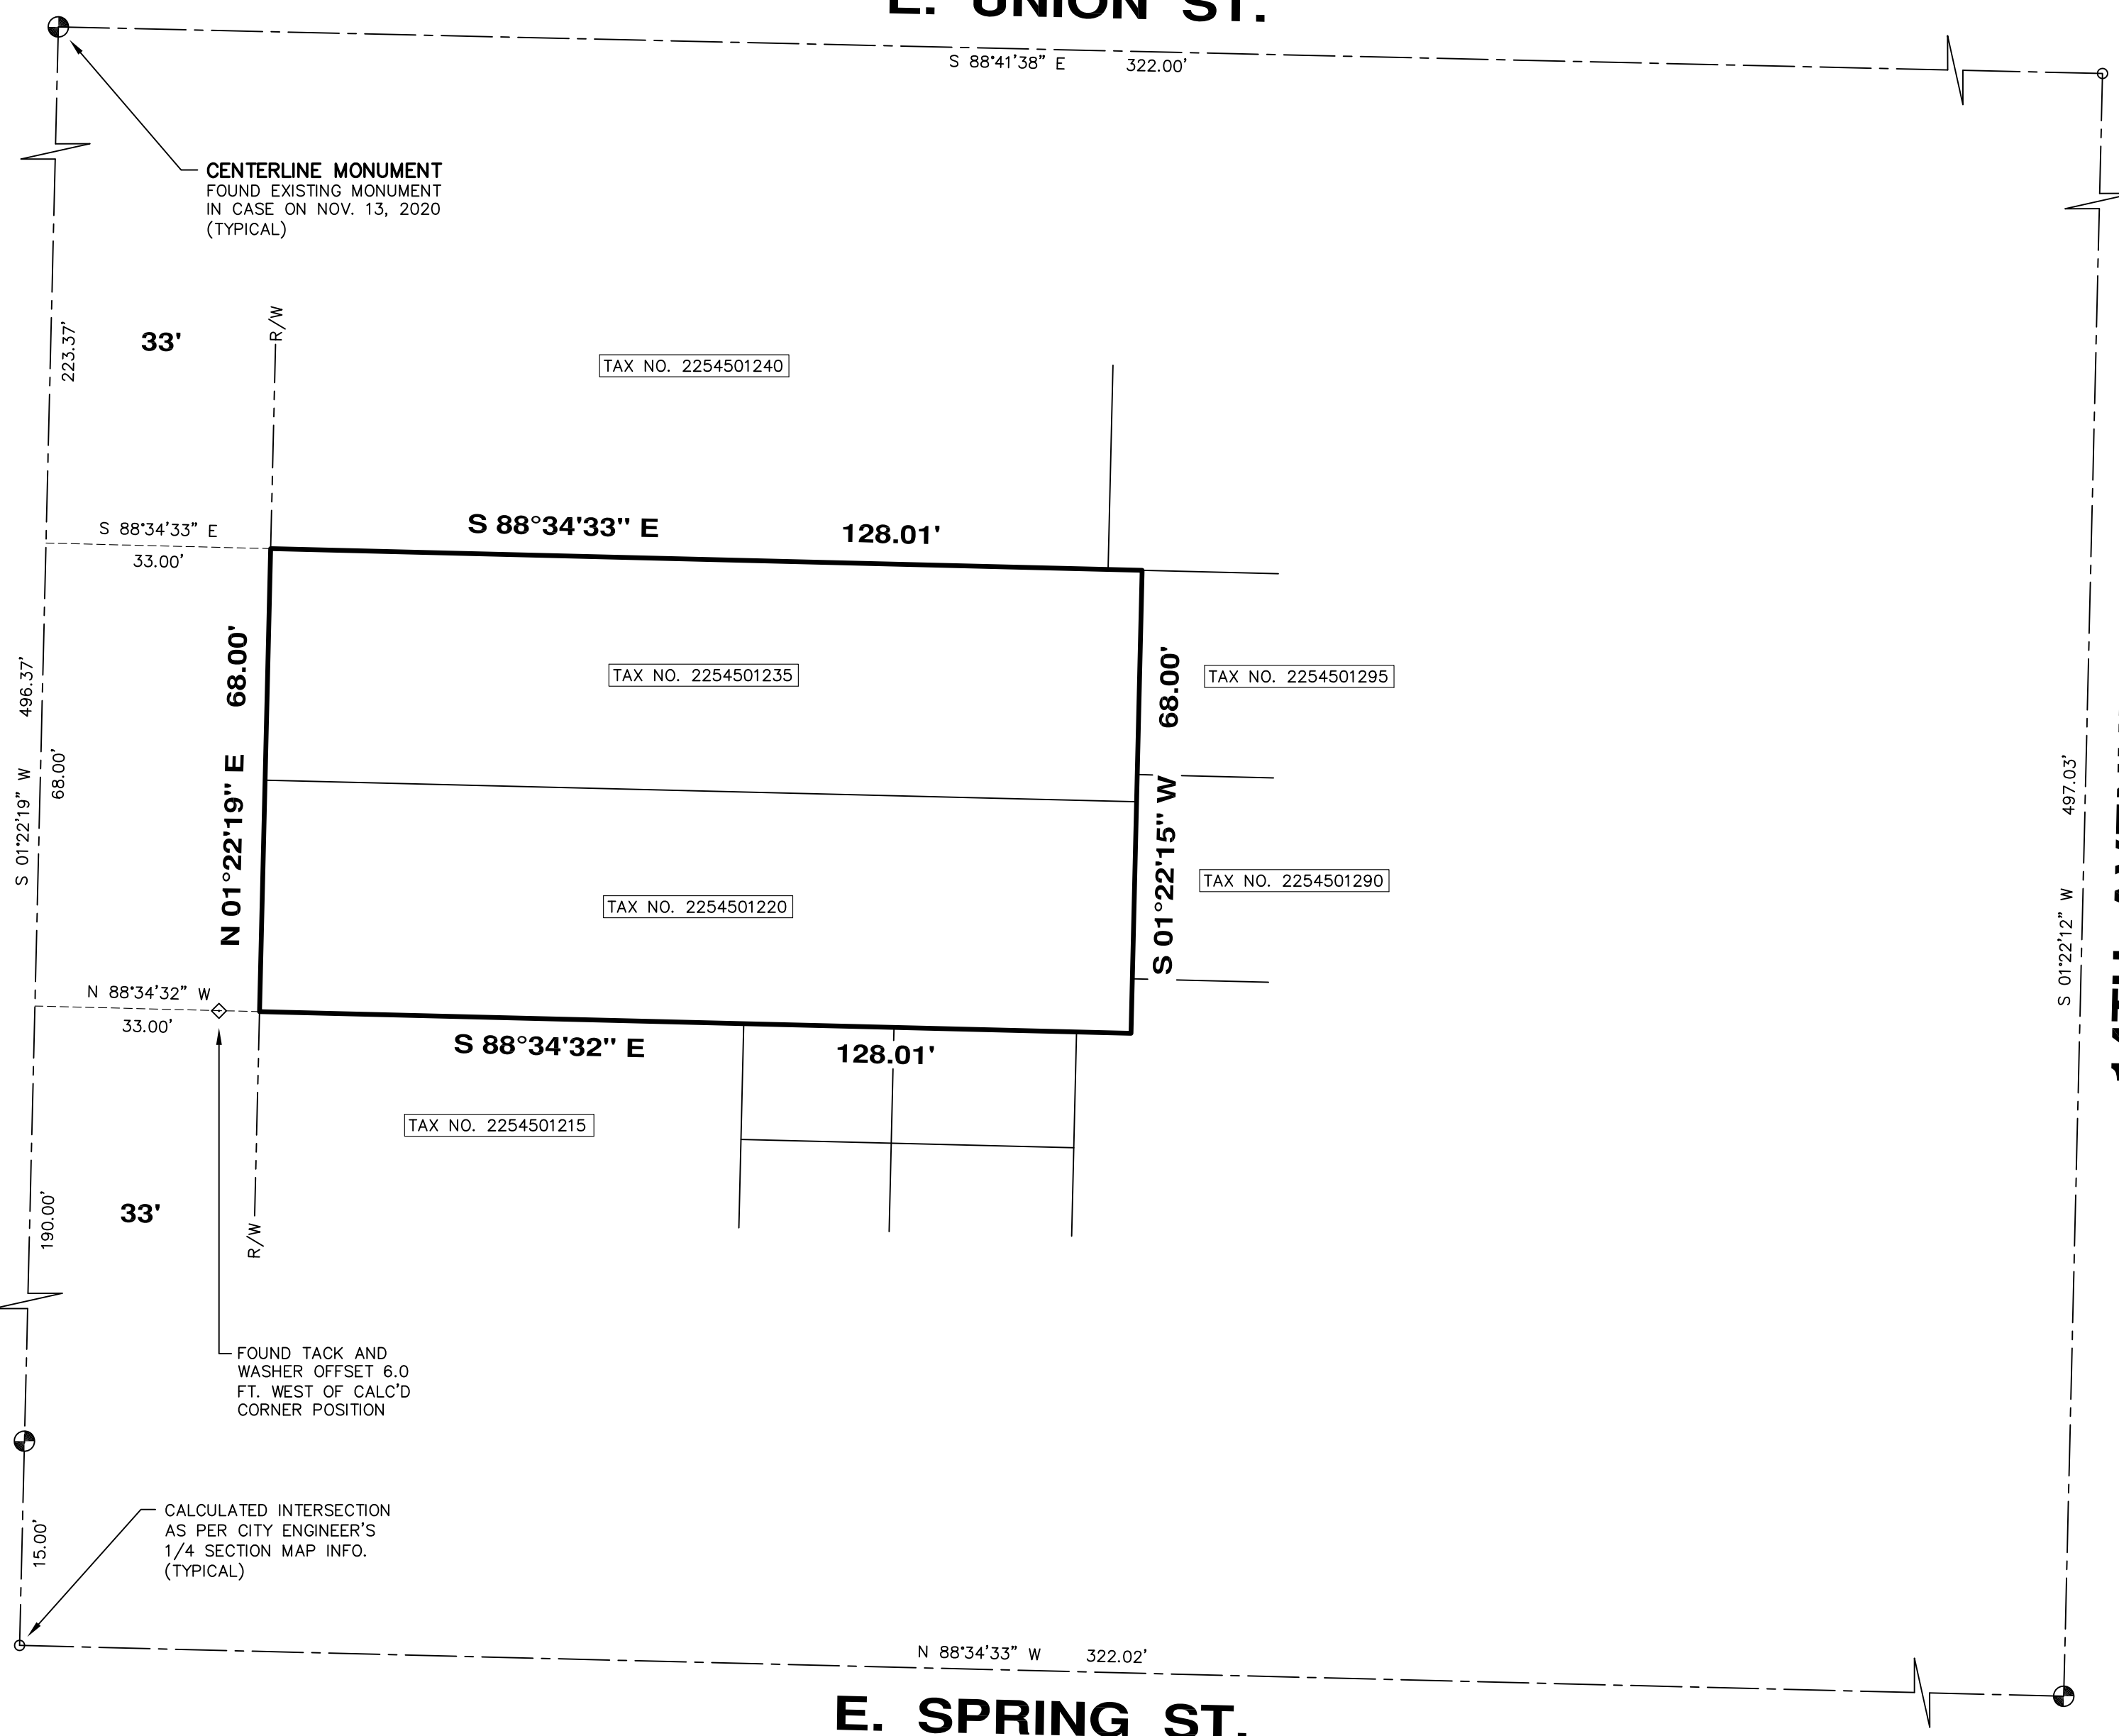 E. UNION ST.
S 88°41'38" E 322.00'
CENTERLINE MONUMENT
FOUND EXISTING MONUMENT
IN CASE ON NOV. 13, 2020
(TYPICAL)
223.37'
33'
R/W
TAX NO. 2254501240
S 88°34'33" E
33.00'
S 88°34'33" E 128.01'
S 01°22'19" W 496.37'
68.00'
N 01°22'19" E 68.00'
TAX NO. 2254501235
S 01°22'15" W 68.00'
TAX NO. 2254501295
TAX NO. 2254501220
TAX NO. 2254501290
S 01°22'12" W 497.03'
N 88°34'32" W
33.00'
S 88°34'32" E 128.01'
TAX NO. 2254501215
190.00'
33'
R/W
FOUND TACK AND
WASHER OFFSET 6.0
FT. WEST OF CALC'D
CORNER POSITION
CALCULATED INTERSECTION
AS PER CITY ENGINEER'S
1/4 SECTION MAP INFO.
(TYPICAL)
15.00'
N 88°34'33" W 322.02'
E. SPRING ST.